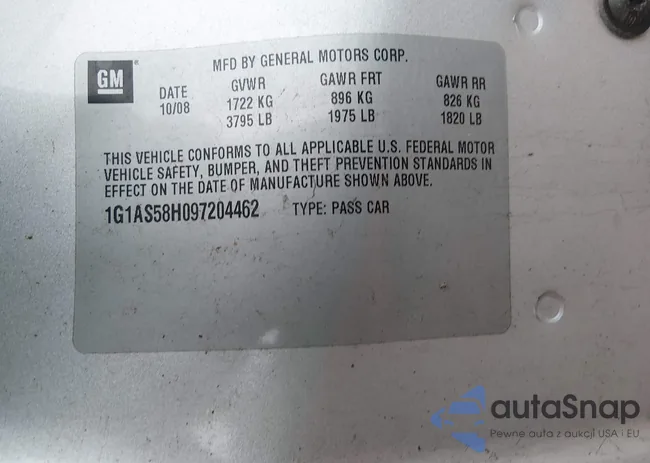 GM
MFD BY GENERAL MOTORS CORP.
DATE GVWR GAWR FRT GAWR RR
10/08 1722 KG 896 KG 826 KG
3795 LB 1975 LB 1820 LB
THIS VEHICLE CONFORMS TO ALL APPLICABLE U.S. FEDERAL MOTOR
VEHICLE SAFETY, BUMPER, AND THEFT PREVENTION STANDARDS IN
EFFECT ON THE DATE OF MANUFACTURE SHOWN ABOVE.
1G1AS58H097204462 TYPE: PASS CAR
autaSnap
Pewne auta z aukcji USA i EU